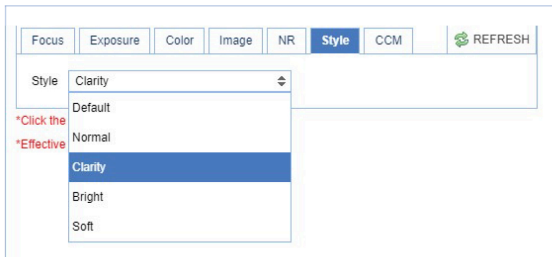 Focus Exposure Color Image NR Style CCM REFRESH
Style Clarity
Default
*Click the
Normal
*Effective
Clarity
Bright
Soft